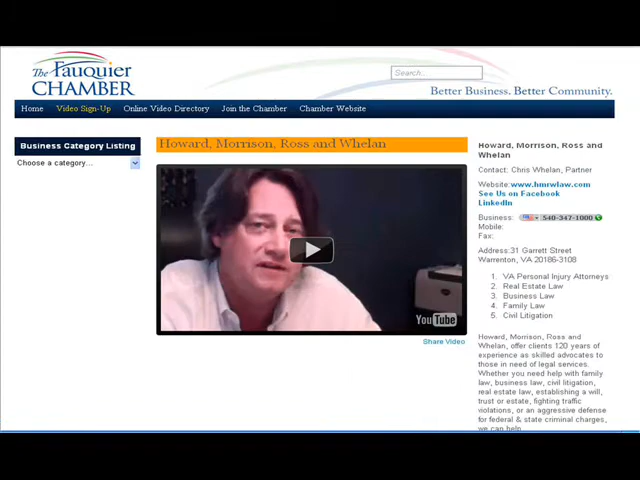 The Fauquier
CHAMBER
Search...
Better Business. Better Community.
Home Video Sign-Up Online Video Directory Join the Chamber Chamber Website
Business Category Listing
Choose a category...
Howard, Morrison, Ross and Whelan
YouTube
Share Video
Howard, Morrison, Ross and
Whelan
Contact: Chris Whelan, Partner
Website:www.hmrwlaw.com
See Us on Facebook
LinkedIn
Business: 540-347-1000
Mobile:
Fax:
Address:31 Garrett Street
Warrenton, VA 20186-3108
1. VA Personal Injury Attorneys
2. Real Estate Law
3. Business Law
4. Family Law
5. Civil Litigation
Howard, Morrison, Ross and
Whelan, offer clients 120 years of
experience as skilled advocates to
those in need of legal services.
Whether you need help with family
law, business law, civil litigation,
real estate law, establishing a will,
trust or estate, fighting traffic
violations, or an aggressive defense
for federal & state criminal charges,
we can help.